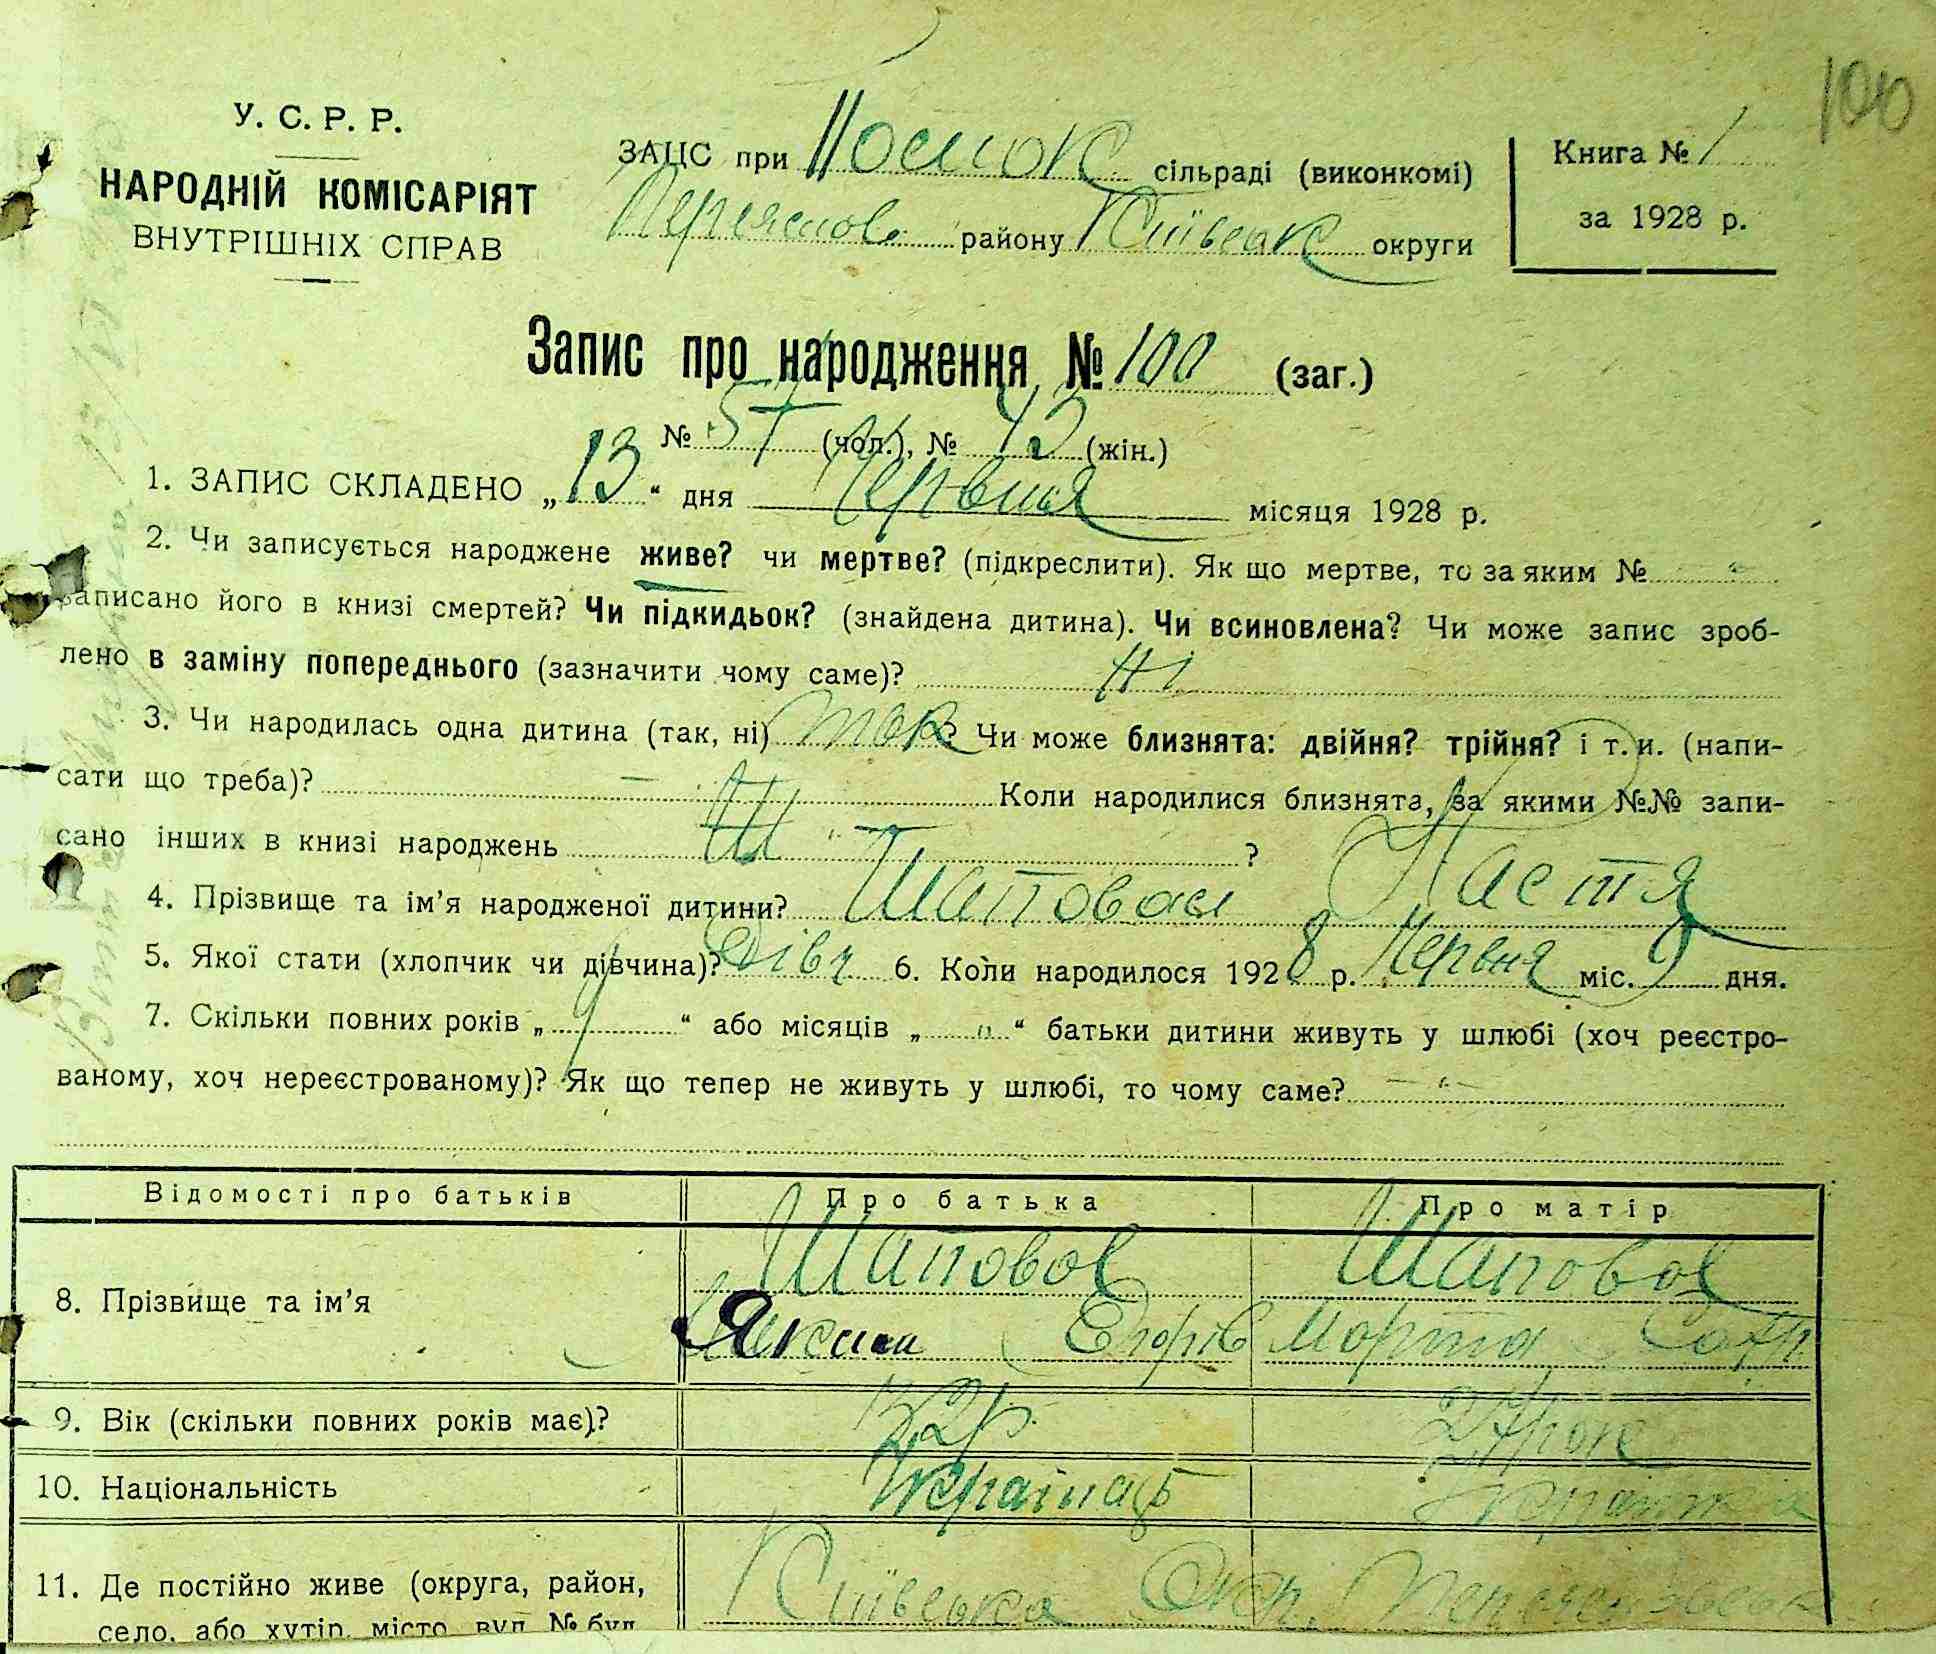 100
У. С. Р. Р.
НАРОДНІЙ КОМІСАРІЯТ
ВНУТРІШНІХ СПРАВ
ЗАЦС при сільраді (виконкомі)
Переяслов. району Київськ округи
Книга № 1
за 1928 р.
Запис про народження № 100 (заг.)
№ 57 (чол.), № 43 (жін.)
1. ЗАПИС СКЛАДЕНО „13“ дня Червня місяця 1928 р.
2. Чи записується народжене живе? чи мертве? (підкреслити). Як що мертве, то за яким №
записано його в книзі смертей? Чи підкидьок? (знайдена дитина). Чи всиновлена? Чи може запис зроб-
лено в заміну попереднього (зазначити чому саме)? Ні
3. Чи народилась одна дитина (так, ні) так? Чи може близнята: двійня? трійня? і т. и. (напи-
сати що треба)? — Коли народилися близнята, за якими №№ запи-
сано інших в книзі народжень ?
4. Прізвище та ім’я народженої дитини? Шаповал Настя
5. Якої стати (хлопчик чи дівчина)? Дівч 6. Коли народилося 1928 р. Червня міс. 9 дня.
7. Скільки повних років „9“ або місяців „ “ батьки дитини живуть у шлюбі (хоч реєстро-
ваному, хоч нереєстрованому)? Як що тепер не живуть у шлюбі, то чому саме?
Відомості про батьків Про батька Про матір
8. Прізвище та ім’я Шаповал Шаповал
Яким Марта
9. Вік (скільки повних років має)? 32р. 27рок
10. Національність Українць Українка
11. Де постійно живе (округа, район, Київська Окр.
село, або хутір, місто, вул. № буд.